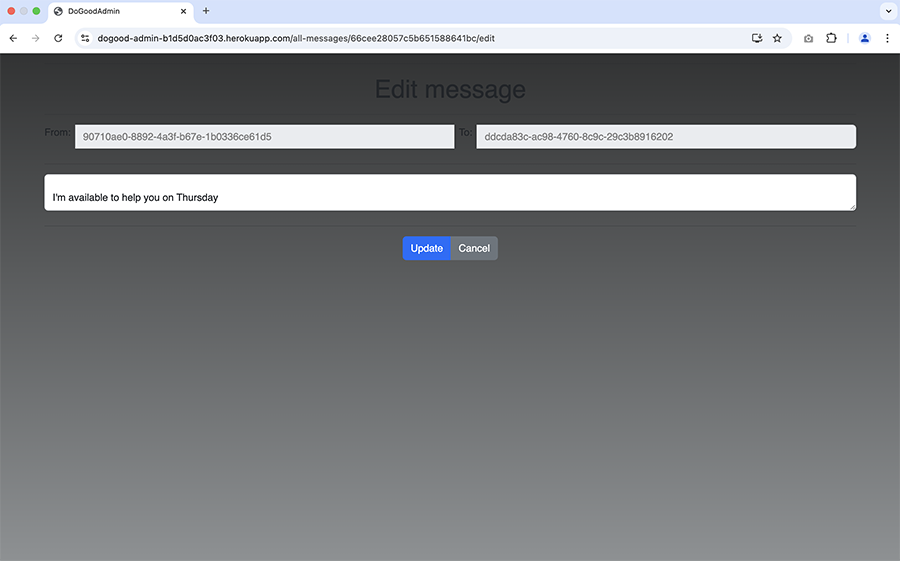 DoGoodAdmin
dogood-admin-b1d5d0ac3f03.herokuapp.com/all-messages/66cee28057c5b651588641bc/edit
Edit message
From: 90710ae0-8892-4a3f-b67e-1b0336ce61d5 To: ddcda83c-ac98-4760-8c9c-29c3b8916202
I'm available to help you on Thursday
Update Cancel